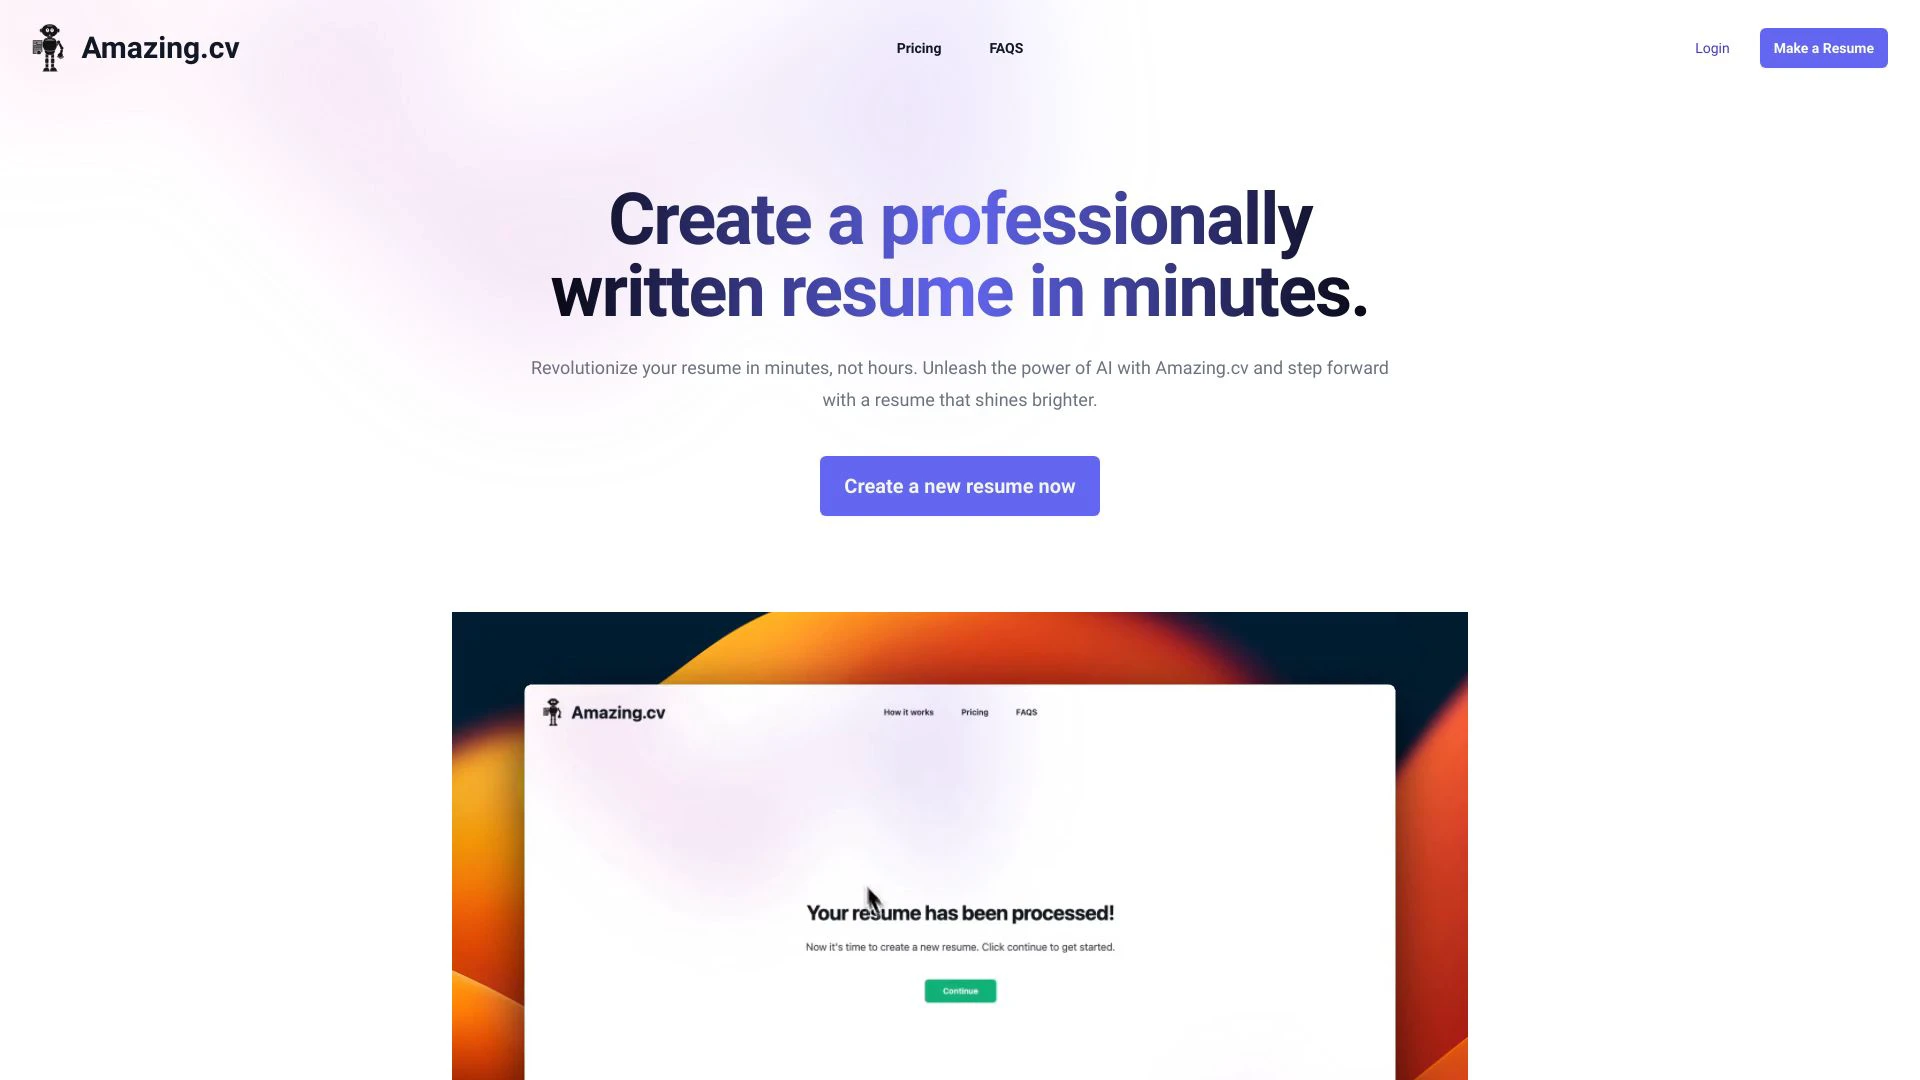 Amazing.cv
Pricing
FAQS
Login
Make a Resume
Create a professionally
written resume in minutes.
Revolutionize your resume in minutes, not hours. Unleash the power of AI with Amazing.cv and step forward
with a resume that shines brighter.
Create a new resume now
Amazing.cv
How it works
Pricing
FAQS
Your resume has been processed!
Now it's time to create a new resume. Click continue to get started.
Continue